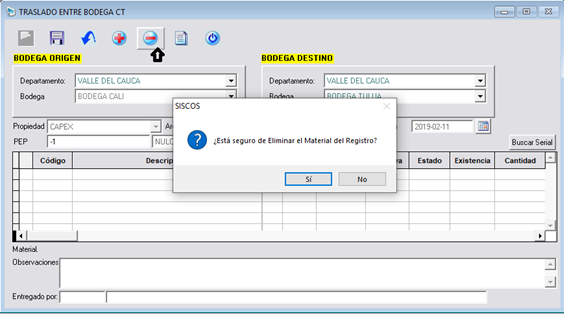 TRASLADO ENTRE BODEGA CT
BODEGA ORIGEN
BODEGA DESTINO
Departamento: VALLE DEL CAUCA
Departamento: VALLE DEL CAUCA
Bodega BODEGA CALI
Bodega BODEGA TULUA
SISCOS
¿Está seguro de Eliminar el Material del Registro?
Sí
No
Propiedad CAPEX
2019-02-11
PEP -1
Buscar Serial
Código Descrip Estado Existencia Cantidad
Material
Observaciones
Entregado por: